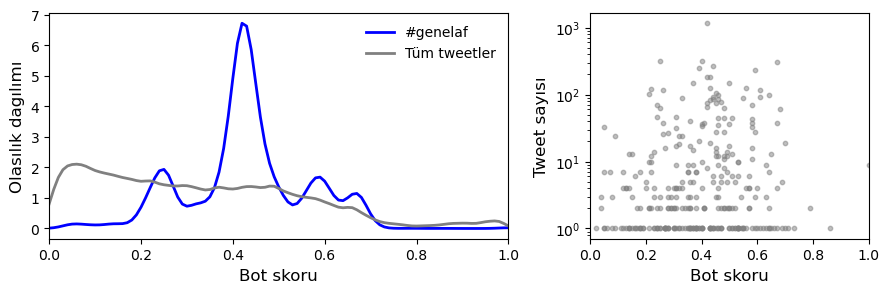 #genelaf
Tüm tweetler
Olasılık dagılımı
7
6
5
4
3
2
1
0
0.0 0.2 0.4 0.6 0.8 1.0
Bot skoru
Tweet sayısı
10³
10²
10¹
10⁰
0.0 0.2 0.4 0.6 0.8 1.0
Bot skoru